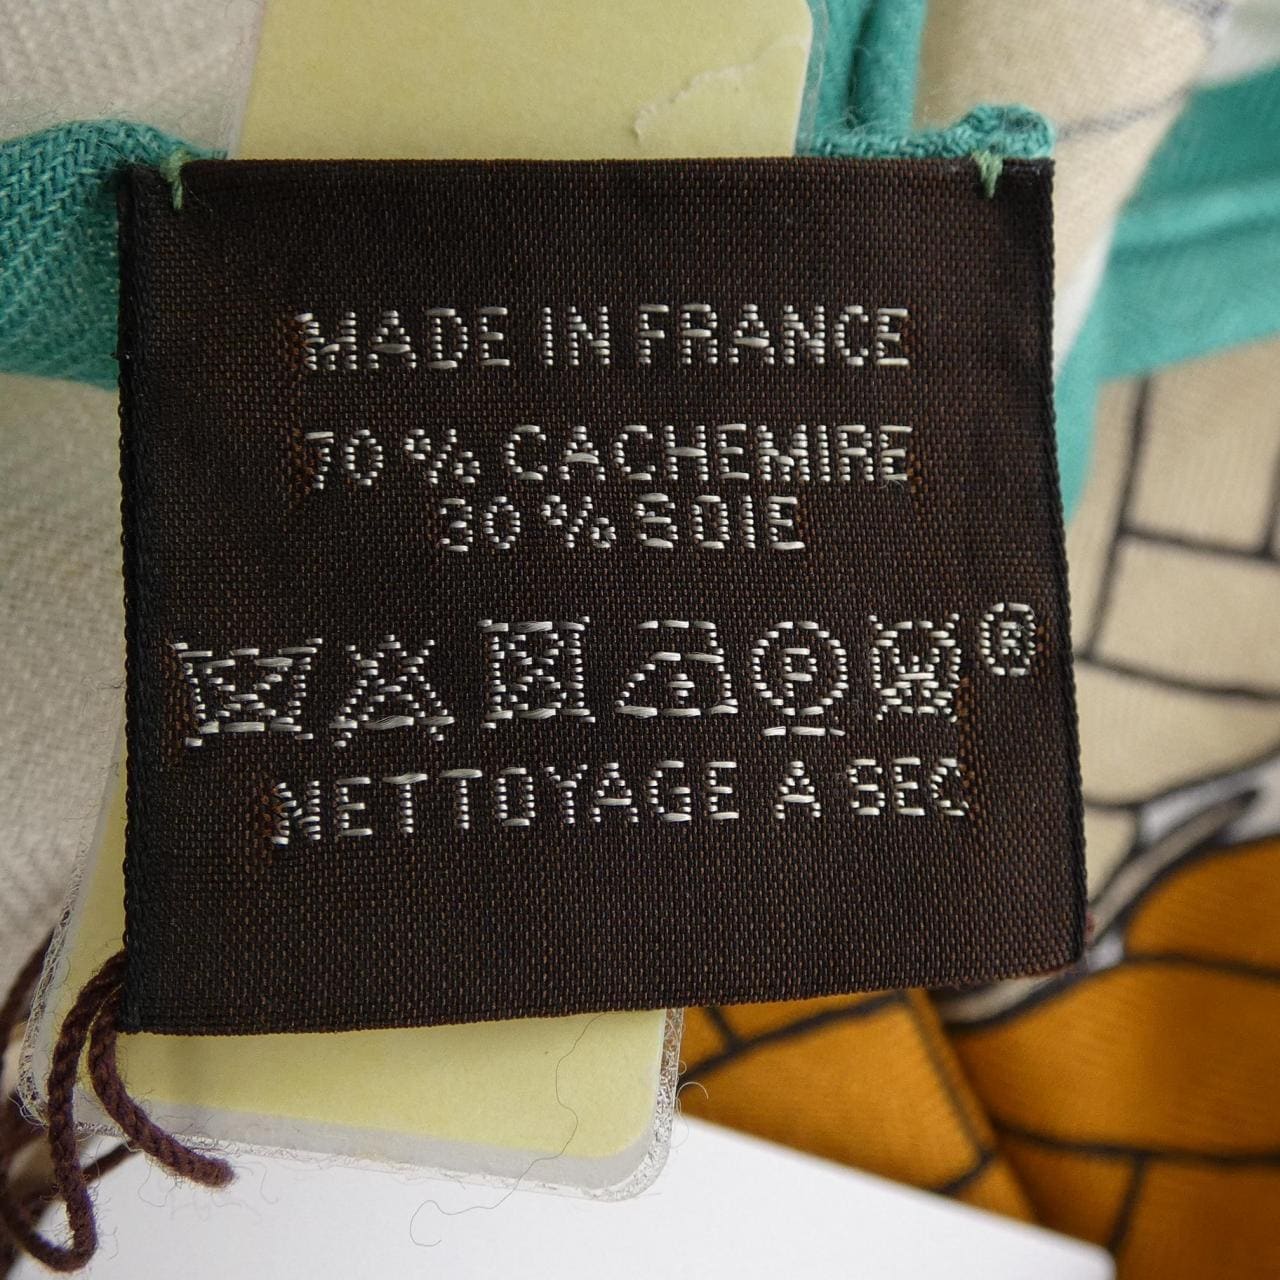 MADE IN FRANCE
70% CACHEMIRE
30% SOIE
P ®
NETTOYAGE A SEC